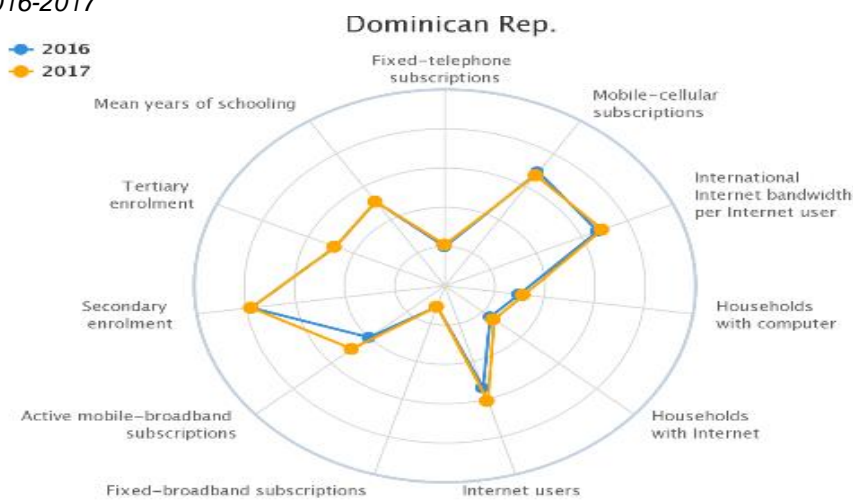 016-2017
Dominican Rep.
2016
2017
Fixed-telephone
subscriptions
Mobile-cellular
subscriptions
International
Internet bandwidth
per Internet user
Households
with computer
Households
with Internet
Internet users
Fixed-broadband subscriptions
Active mobile-broadband
subscriptions
Secondary
enrolment
Tertiary
enrolment
Mean years of schooling